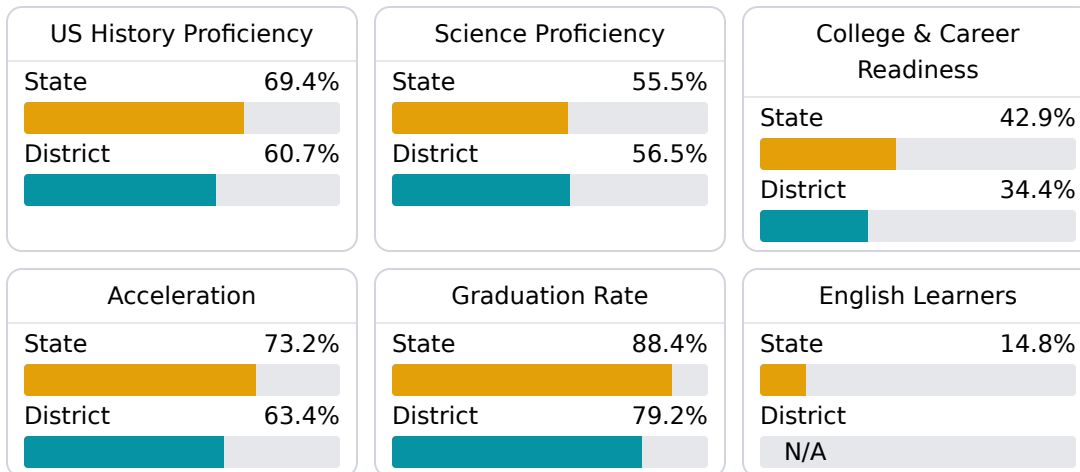 US History Proficiency
State 69.4%
District 60.7%
Science Proficiency
State 55.5%
District 56.5%
College & Career
Readiness
State 42.9%
District 34.4%
Acceleration
State 73.2%
District 63.4%
Graduation Rate
State 88.4%
District 79.2%
English Learners
State 14.8%
District
N/A